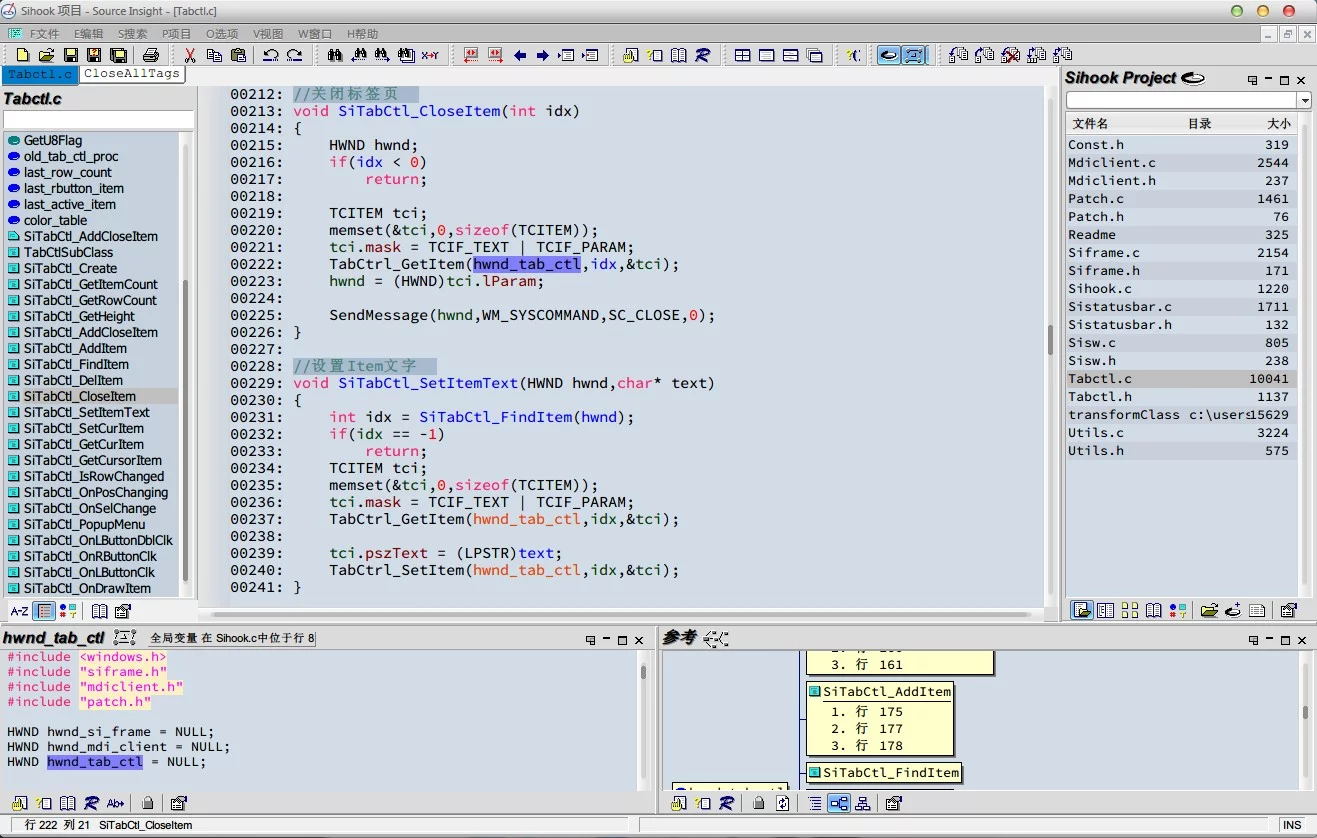 Sihook 项目 - Source Insight - [Tabctl.c]
F文件 E编辑 S搜索 P项目 O选项 V视图 W窗口 H帮助
Tabctl.c CloseAllTags
Tabctl.c
GetU8Flag
old_tab_ctl_proc
last_row_count
last_rbutton_item
last_active_item
color_table
SiTabCtl_AddCloseItem
TabCtlSubClass
SiTabCtl_Create
SiTabCtl_GetItemCount
SiTabCtl_GetRowCount
SiTabCtl_GetHeight
SiTabCtl_AddCloseItem
SiTabCtl_AddItem
SiTabCtl_FindItem
SiTabCtl_DelItem
SiTabCtl_CloseItem
SiTabCtl_SetItemText
SiTabCtl_SetCurItem
SiTabCtl_GetCurItem
SiTabCtl_GetCursorItem
SiTabCtl_IsRowChanged
SiTabCtl_OnPosChanging
SiTabCtl_OnSelChange
SiTabCtl_PopupMenu
SiTabCtl_OnLButtonDblClk
SiTabCtl_OnRButtonClk
SiTabCtl_OnLButtonClk
SiTabCtl_OnDrawItem
A-Z
00212: //关闭标签页
00213: void SiTabCtl_CloseItem(int idx)
00214: {
00215: HWND hwnd;
00216: if(idx < 0)
00217: return;
00218:
00219: TCITEM tci;
00220: memset(&tci,0,sizeof(TCITEM));
00221: tci.mask = TCIF_TEXT | TCIF_PARAM;
00222: TabCtrl_GetItem(hwnd_tab_ctl,idx,&tci);
00223: hwnd = (HWND)tci.lParam;
00224:
00225: SendMessage(hwnd,WM_SYSCOMMAND,SC_CLOSE,0);
00226: }
00227:
00228: //设置Item文字
00229: void SiTabCtl_SetItemText(HWND hwnd,char* text)
00230: {
00231: int idx = SiTabCtl_FindItem(hwnd);
00232: if(idx == -1)
00233: return;
00234: TCITEM tci;
00235: memset(&tci,0,sizeof(TCITEM));
00236: tci.mask = TCIF_TEXT | TCIF_PARAM;
00237: TabCtrl_GetItem(hwnd_tab_ctl,idx,&tci);
00238:
00239: tci.pszText = (LPSTR)text;
00240: TabCtrl_SetItem(hwnd_tab_ctl,idx,&tci);
00241: }
Sihook Project
文件名 目录 大小
Const.h 319
Mdiclient.c 2544
Mdiclient.h 237
Patch.c 1461
Patch.h 76
Readme 325
Siframe.c 2154
Siframe.h 171
Sihook.c 1220
Sistatusbar.c 1711
Sistatusbar.h 132
Sisw.c 805
Sisw.h 238
Tabctl.c 10041
Tabctl.h 1137
transformClass c:\users15629
Utils.c 3224
Utils.h 575
hwnd_tab_ctl 全局变量 在 Sihook.c中位于行 8
#include <windows.h>
#include "siframe.h"
#include "mdiclient.h"
#include "patch.h"
HWND hwnd_si_frame = NULL;
HWND hwnd_mdi_client = NULL;
HWND hwnd_tab_ctl = NULL;
参考
3. 行 161
SiTabCtl_AddItem
1. 行 175
2. 行 177
3. 行 178
SiTabCtl_FindItem
行 222 列 21 SiTabCtl_CloseItem
INS